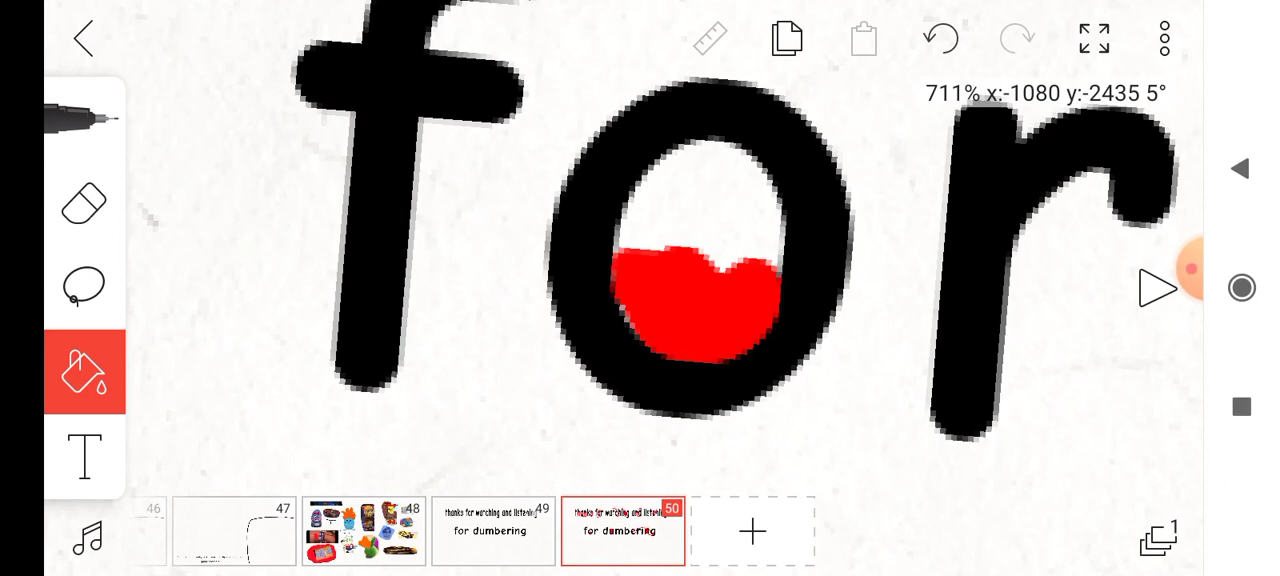 711% x:-1080 y:-2435 5°
for
T
46
47
48
49
50
thanks for watching and listening
for dumbering
thanks for watching and listening
for dumbering
1